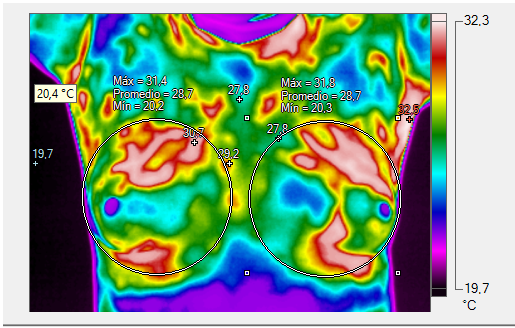 32,3
Máx = 31,4
Promedio = 28,7
Mín = 20,2
Máx = 31,8
Promedio = 28,7
Mín = 20,3
27,8
20,4 °C
32,5
27,8
30,7
29,2
19,7
19,7
°C